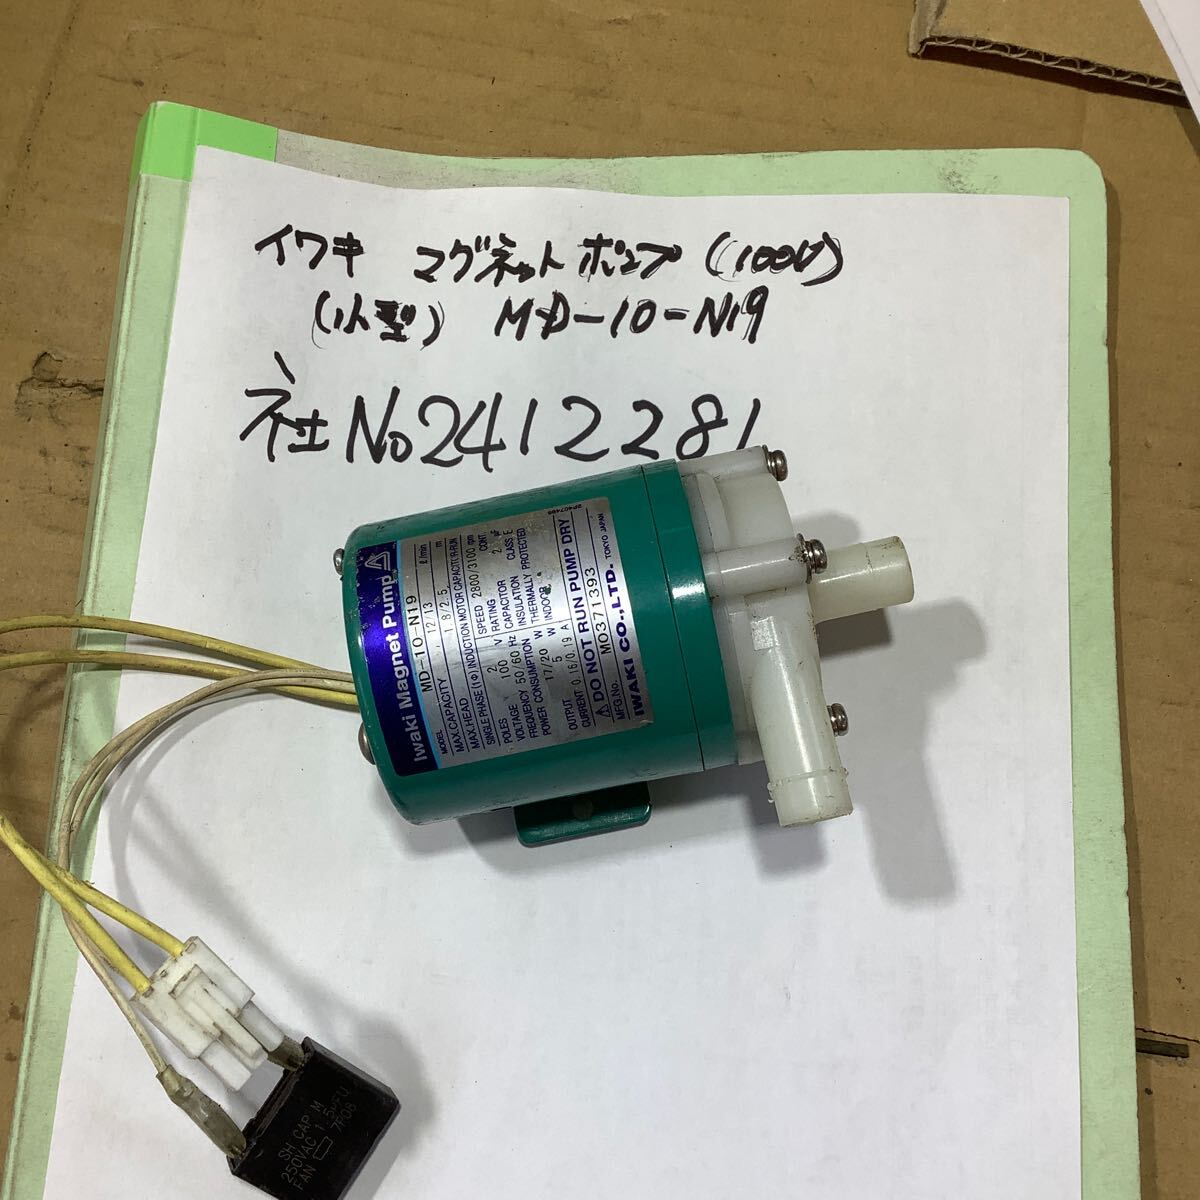 イワキ マグネットポンプ (100V)
(小型) MD-10-N19
社No2412281
Iwaki Magnet Pump
MODEL MD-10-N19
MAX.CAPACITY 12/13 ℓ/min
MAX.HEAD 1.8/2.5 m
SINGLE PHASE (1Φ) INDUCTION MOTOR CAPACITOR-RUN
POLES 2 SPEED 2800/3100 rpm
VOLTAGE 100 V RATING CONT.
FREQUENCY 50/60 Hz CAPACITOR
POWER CONSUMPTION 17/20 W INSULATION CLASS E
OUTPUT 5 W THERMALLY PROTECTED
CURRENT 0.16/0.19 A INDOOR
⚠ DO NOT RUN PUMP DRY
MFG.NO. M0371393
IWAKI CO.,LTD. TOKYO JAPAN
SH CAP M
250VAC 1.5μFU
FAN 7F08